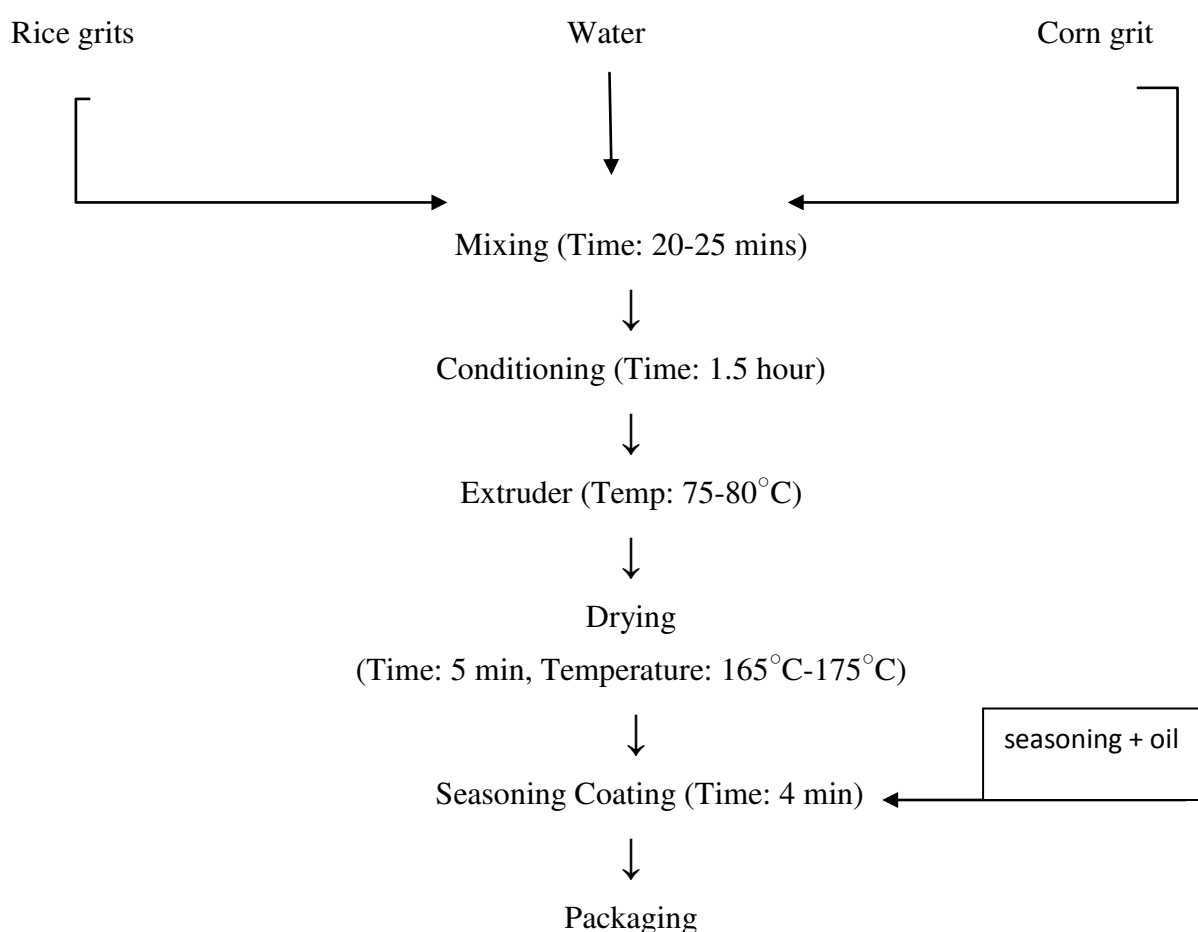 Rice grits
Water
Corn grit
Mixing (Time: 20-25 mins)
Conditioning (Time: 1.5 hour)
Extruder (Temp: 75-80°C)
Drying
(Time: 5 min, Temperature: 165°C-175°C)
seasoning + oil
Seasoning Coating (Time: 4 min)
Packaging